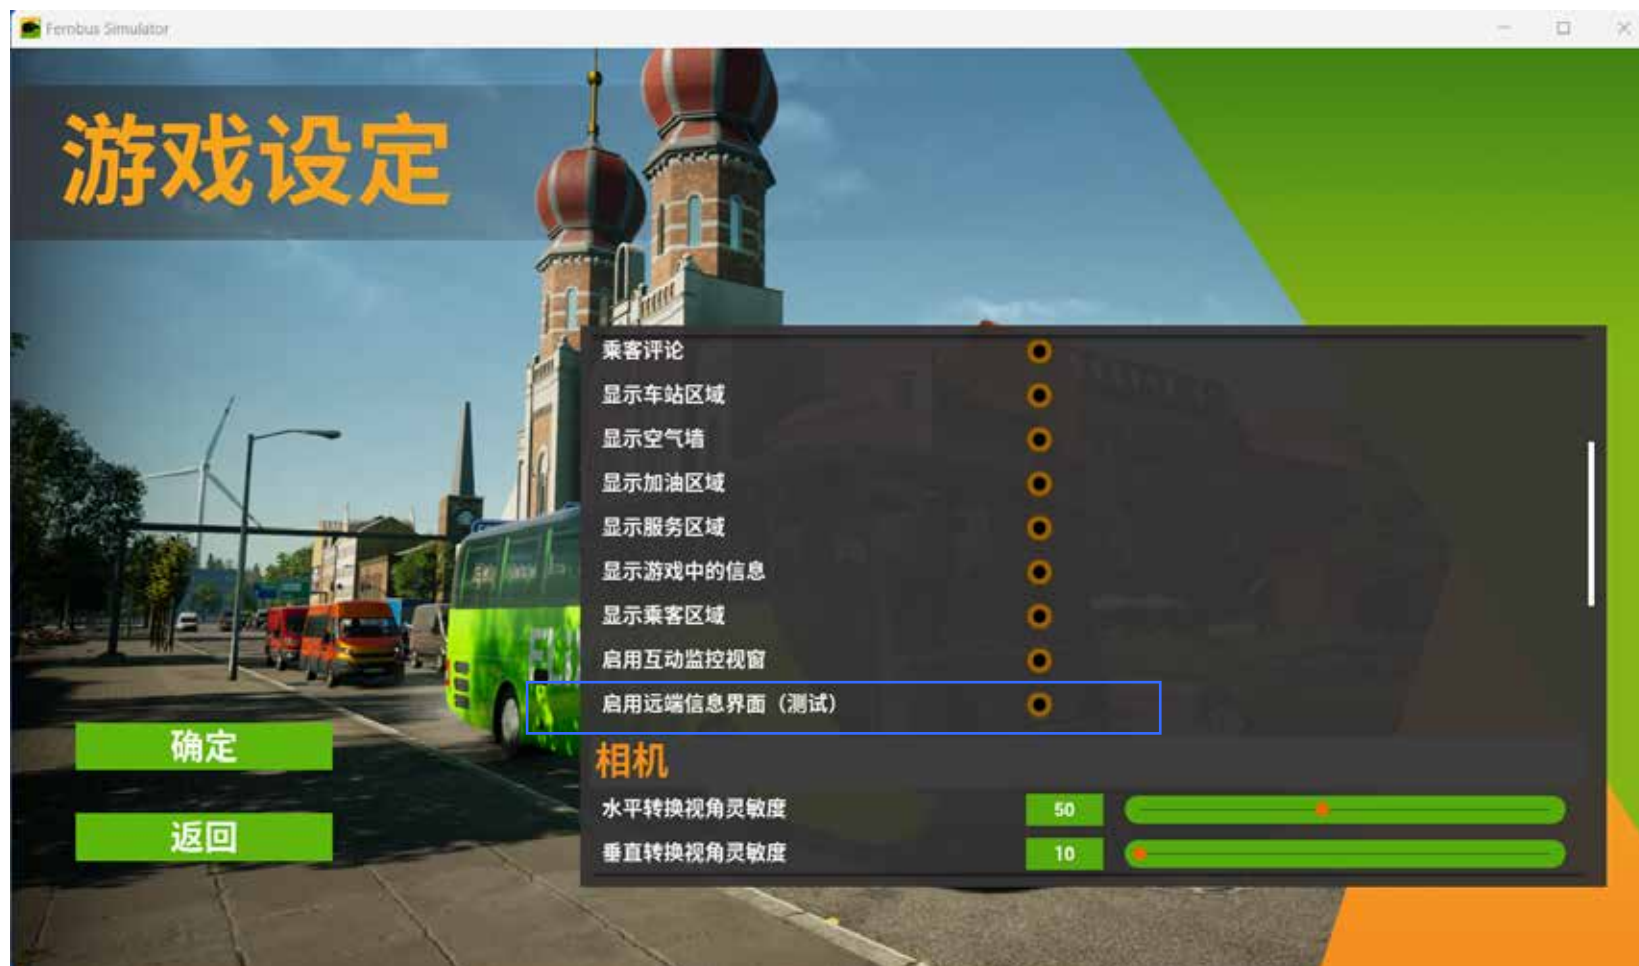 Fernbus Simulator
游戏设定
乘客评论
显示车站区域
显示空气墙
显示加油区域
显示服务区域
显示游戏中的信息
显示乘客区域
启用互动监控视窗
启用远端信息界面（测试）
相机
水平转换视角灵敏度 50
垂直转换视角灵敏度 10
确定
返回